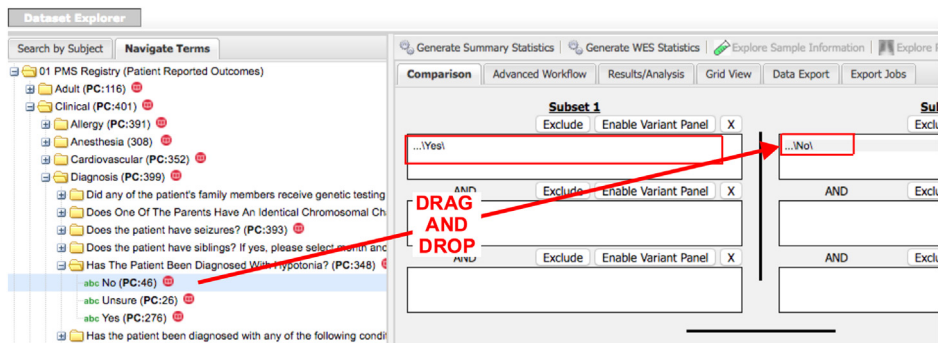 Dataset Explorer
Search by Subject
Navigate Terms
01 PMS Registry (Patient Reported Outcomes)
Adult (PC:116)
Clinical (PC:401)
Allergy (PC:391)
Anesthesia (308)
Cardiovascular (PC:352)
Diagnosis (PC:399)
Did any of the patient's family members receive genetic testing
Does One Of The Parents Have An Identical Chromosomal Ch
Does the patient have seizures? (PC:393)
Does the patient have siblings? If yes, please select month and
Has The Patient Been Diagnosed With Hypotonia? (PC:348)
abc No (PC:46)
abc Unsure (PC:26)
abc Yes (PC:276)
Has the patient been diagnosed with any of the following condi
Generate Summary Statistics
Generate WES Statistics
Explore Sample Information
Explore
Comparison
Advanced Workflow
Results/Analysis
Grid View
Data Export
Export Jobs
Subset 1
Exclude Enable Variant Panel X
...\Yes\
AND Exclude Enable Variant Panel X
AND Exclude Enable Variant Panel X
Su
Exclu
...\No\
AND Exclu
AND Exclu
DRAG
AND
DROP